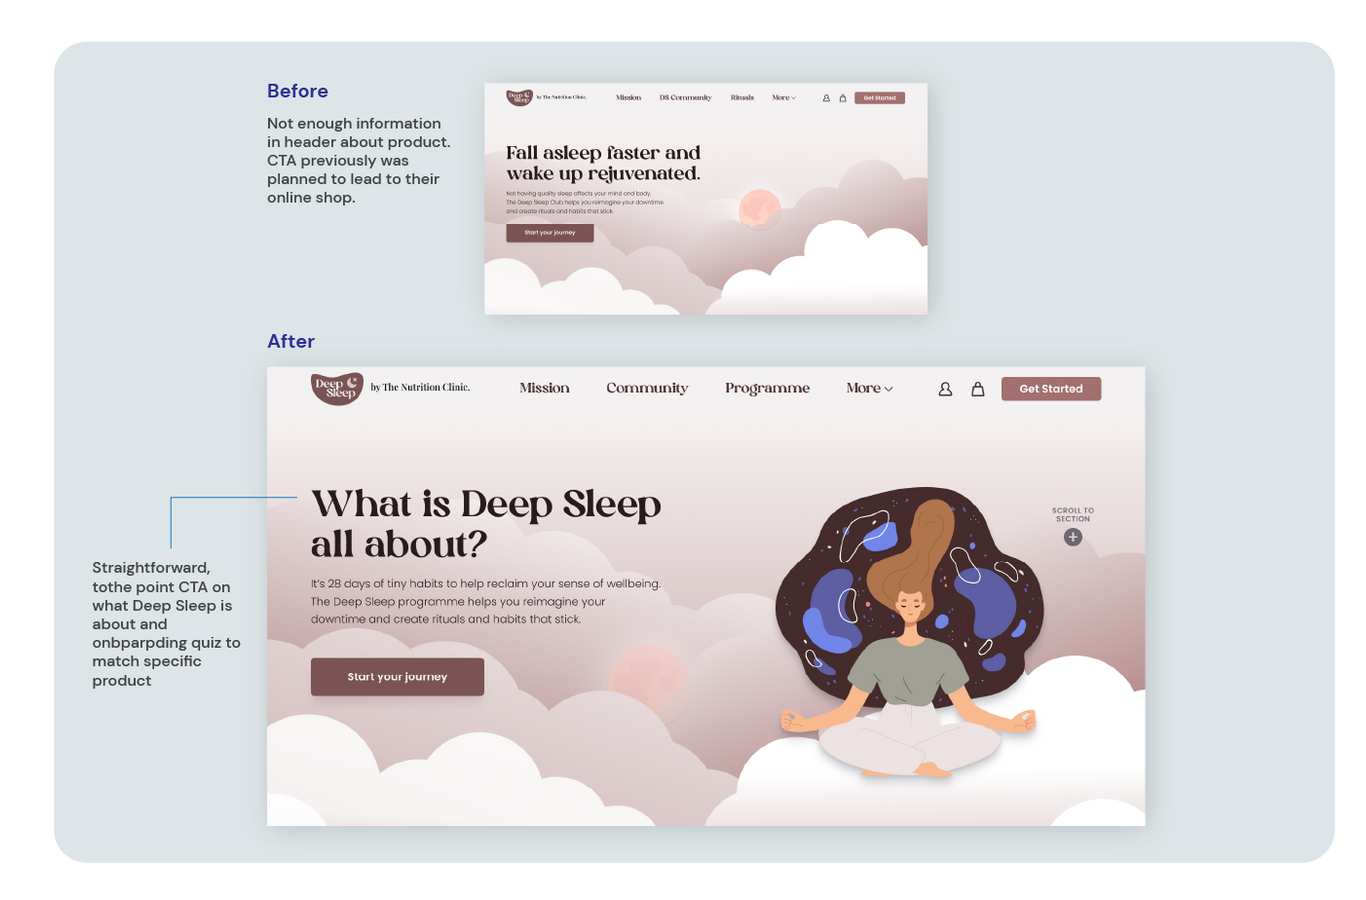 Before
Not enough information
in header about product.
CTA previously was
planned to lead to their
online shop.
Deep
Sleep
by The Nutrition Clinic.
Mission
DS Community
Rituals
More
Get Started
Fall asleep faster and
wake up rejuvenated.
Not having quality sleep affects your mind and body.
The Deep Sleep Club helps you reimagine your downtime
and create rituals and habits that stick.
Start your journey
After
Deep
Sleep
by The Nutrition Clinic.
Mission
Community
Programme
More
Get Started
What is Deep Sleep
all about?
It's 28 days of tiny habits to help reclaim your sense of wellbeing.
The Deep Sleep programme helps you reimagine your
downtime and create rituals and habits that stick.
Start your journey
SCROLL TO
SECTION
Straightforward,
tothe point CTA on
what Deep Sleep is
about and
onbparpding quiz to
match specific
product